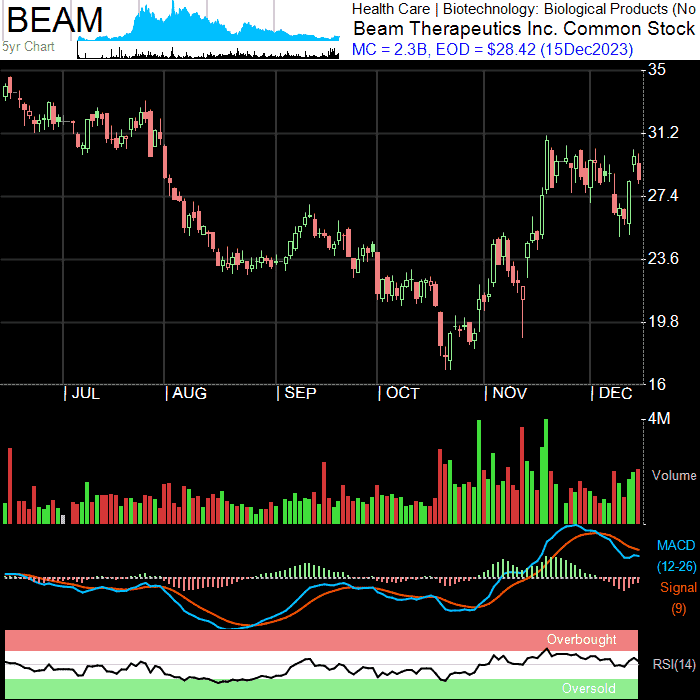 BEAM
5yr Chart
Health Care | Biotechnology: Biological Products (No
Beam Therapeutics Inc. Common Stock
MC = 2.3B, EOD = $28.42 (15Dec2023)
35
31.2
27.4
23.6
19.8
16
| JUL | AUG | SEP | OCT | NOV | DEC
4M
Volume
MACD
(12-26)
Signal
(9)
Overbought
RSI(14)
Oversold